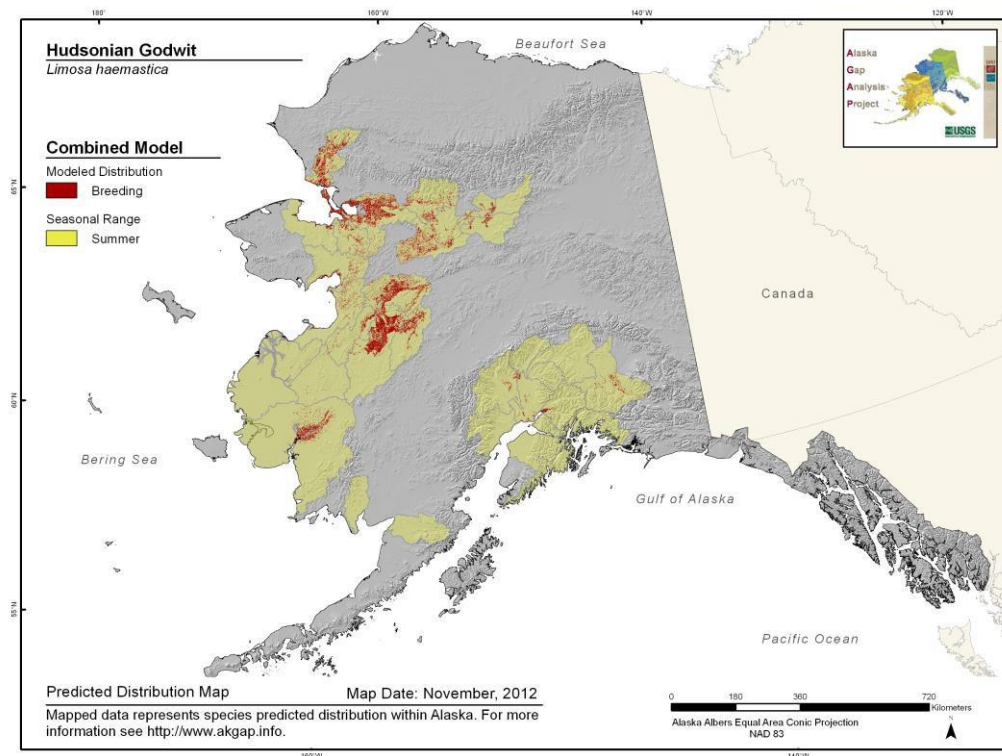 180°
160°W
140°W
120°W
Hudsonian Godwit
Limosa haemastica
Beaufort Sea
Alaska
Gap
Analysis
Project
USGS
Combined Model
Modeled Distribution
Breeding
Seasonal Range
Summer
65°N
Canada
60°N
Bering Sea
Gulf of Alaska
55°N
Pacific Ocean
Predicted Distribution Map
Map Date: November, 2012
Mapped data represents species predicted distribution within Alaska. For more
information see http://www.akgap.info.
0 180 360 720
Kilometers
Alaska Albers Equal Area Conic Projection
NAD 83
N
160°W
140°W